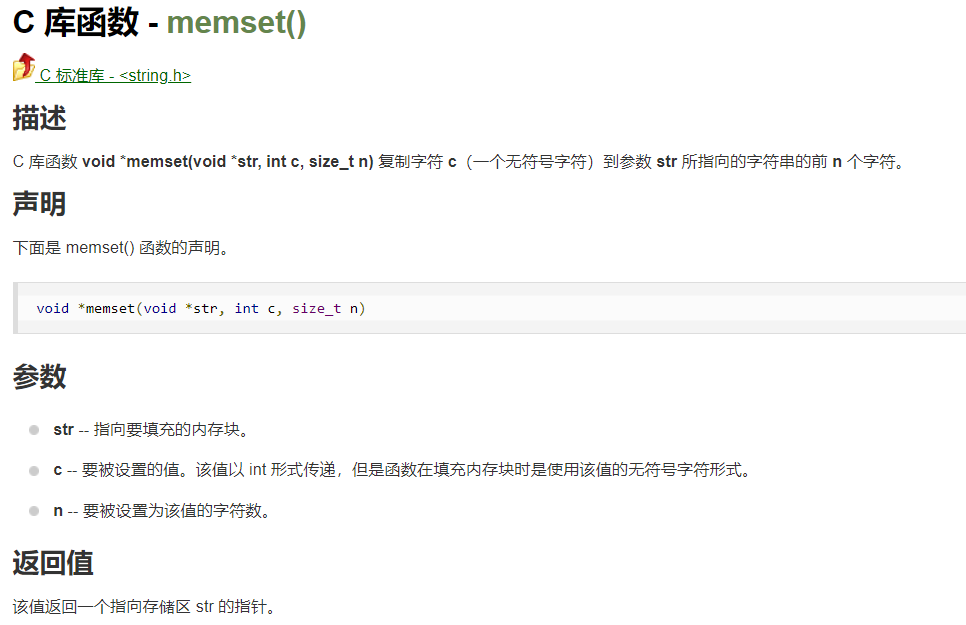 C 库函数 - memset()
C 标准库 - <string.h>
描述
C 库函数 void *memset(void *str, int c, size_t n) 复制字符 c（一个无符号字符）到参数 str 所指向的字符串的前 n 个字符。
声明
下面是 memset() 函数的声明。
void *memset(void *str, int c, size_t n)
参数
str -- 指向要填充的内存块。
c -- 要被设置的值。该值以 int 形式传递，但是函数在填充内存块时是使用该值的无符号字符形式。
n -- 要被设置为该值的字符数。
返回值
该值返回一个指向存储区 str 的指针。